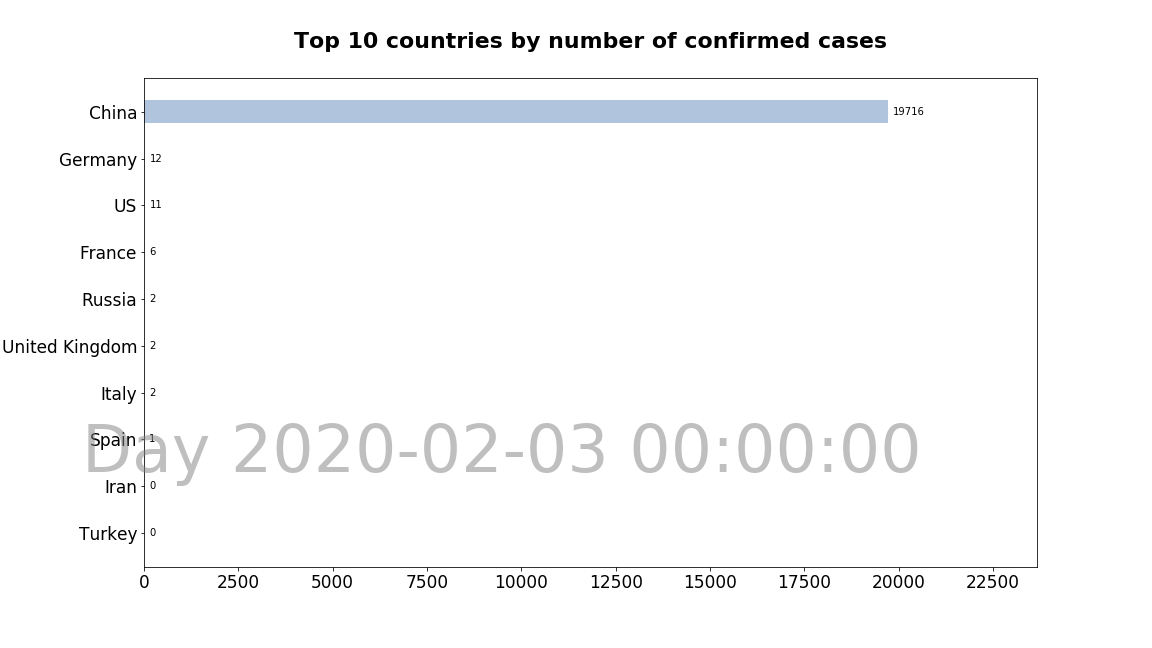 Top 10 countries by number of confirmed cases
China 19716
Germany 12
US 11
France 6
Russia 2
United Kingdom 2
Italy 2
Spain 1
Day 2020-02-03 00:00:00
Iran 0
Turkey 0
0 2500 5000 7500 10000 12500 15000 17500 20000 22500